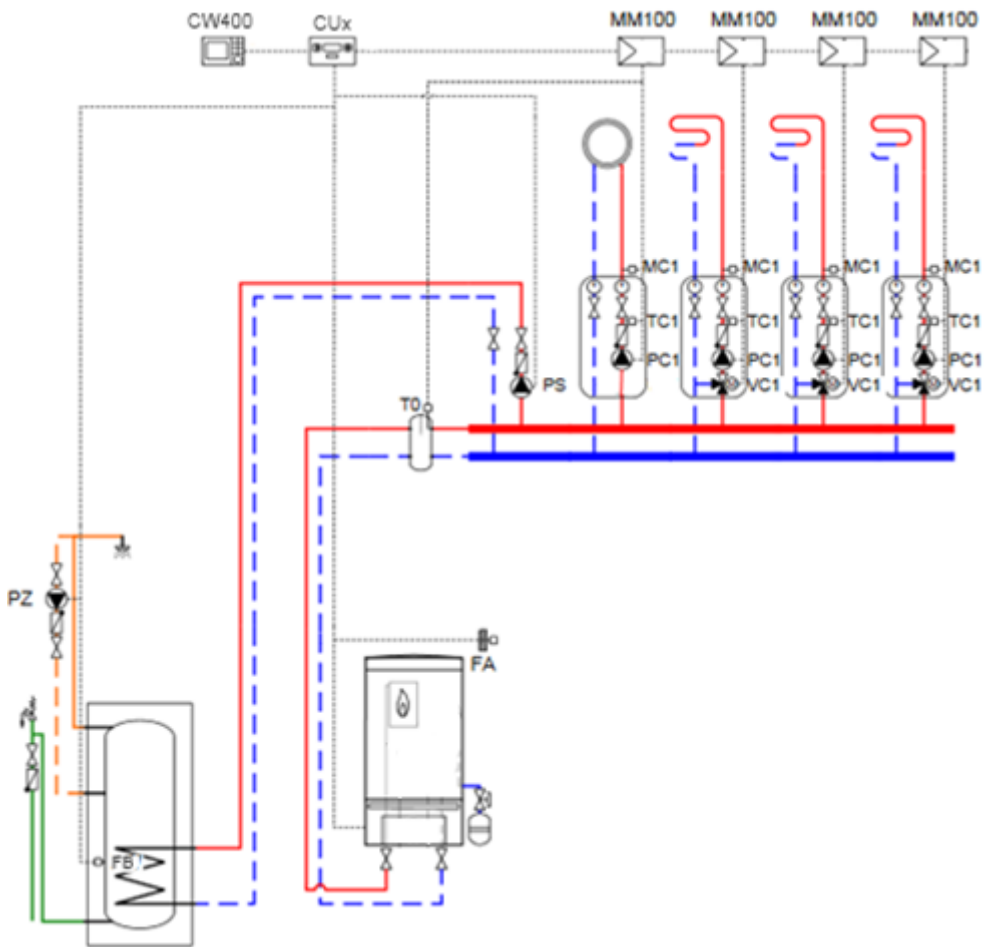 CW400
CUx
MM100
MM100
MM100
MM100
MC1
MC1
MC1
MC1
TC1
TC1
TC1
TC1
PS
PC1
PC1
PC1
PC1
VC1
VC1
VC1
T0
PZ
FA
FB